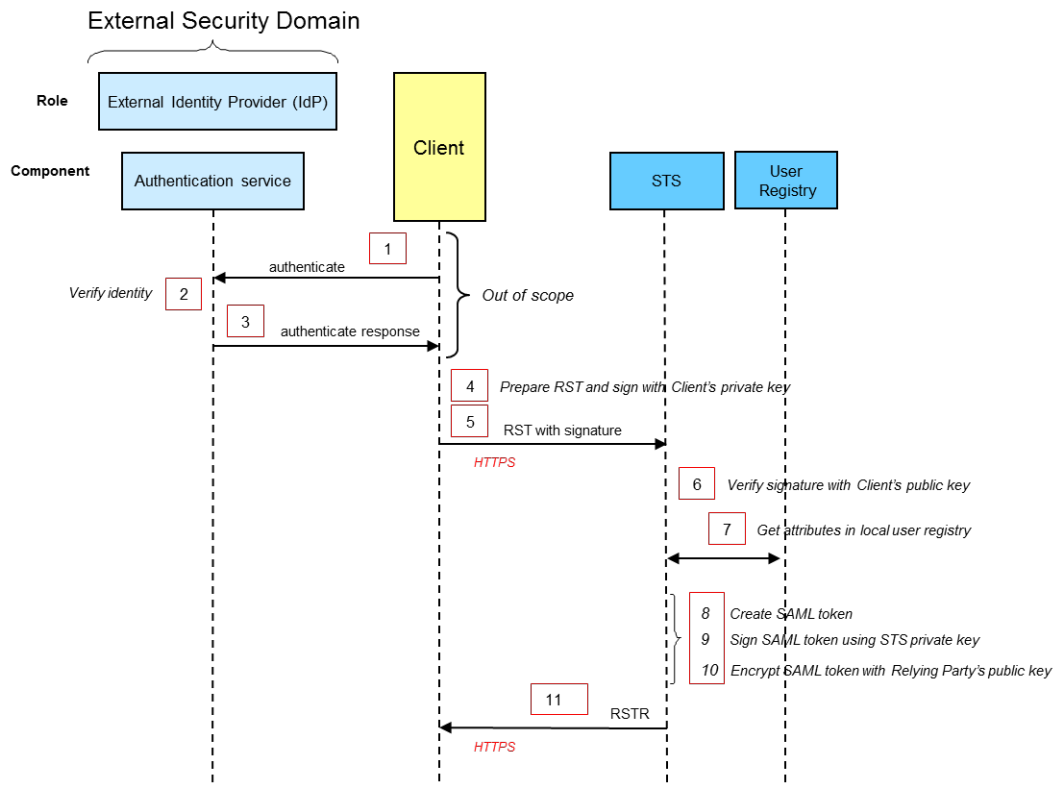 External Security Domain
Role
External Identity Provider (IdP)
Client
Component
Authentication service
STS
User
Registry
1
authenticate
Verify identity
2
Out of scope
3
authenticate response
4
Prepare RST and sign with Client's private key
5
RST with signature
HTTPS
6
Verify signature with Client's public key
7
Get attributes in local user registry
8
Create SAML token
9
Sign SAML token using STS private key
10
Encrypt SAML token with Relying Party's public key
11
RSTR
HTTPS